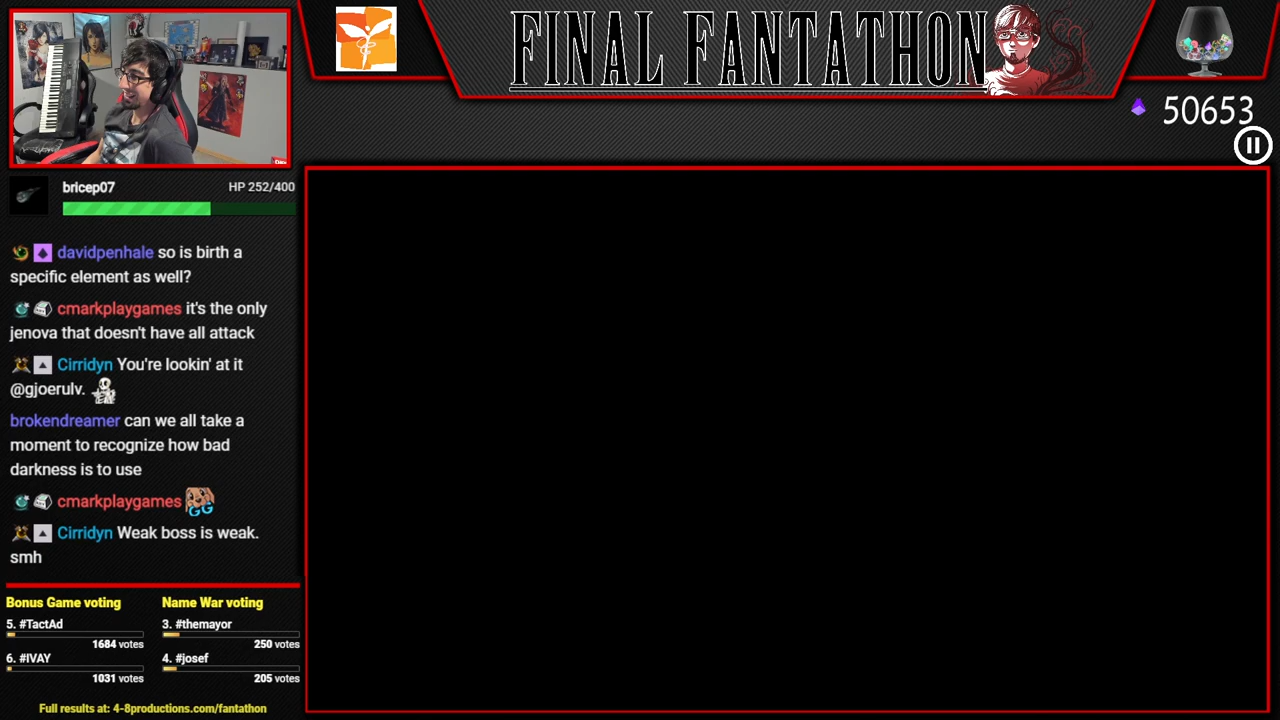 FINAL FANTATHON
50653
bricep07 HP 252/400
davidpenhale so is birth a
specific element as well?
cmarkplaygames it's the only
jenova that doesn't have all attack
Cirridyn You're lookin' at it
@gjoerulv.
brokendreamer can we all take a
moment to recognize how bad
darkness is to use
cmarkplaygames GG
Cirridyn Weak boss is weak.
smh
Bonus Game voting
5. #TactAd
1684 votes
6. #IVAY
1031 votes
Name War voting
3. #themayor
250 votes
4. #josef
205 votes
Full results at: 4-8productions.com/fantathon